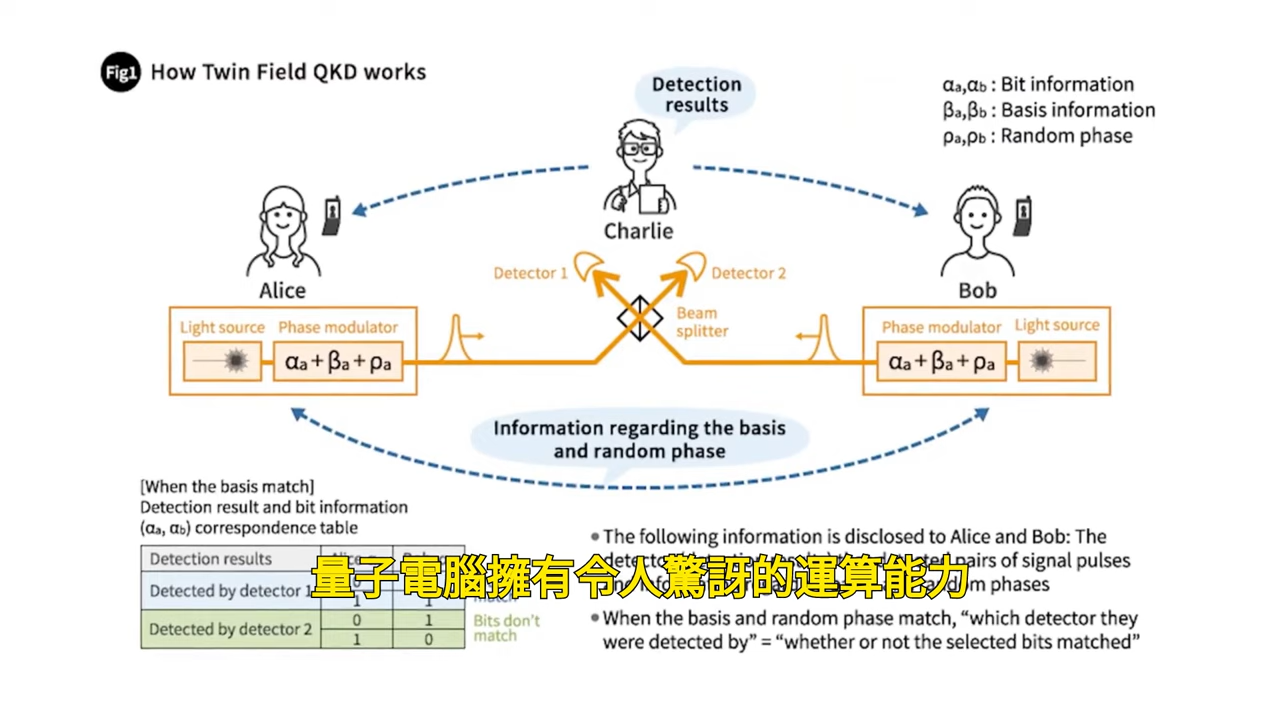 Fig1 How Twin Field QKD works
Detection
results
αa,αb : Bit information
βa,βb : Basis information
ρa,ρb : Random phase
Charlie
Alice
Bob
Detector 1
Detector 2
Beam
splitter
Light source
Phase modulator
αa+βa+ρa
Phase modulator
Light source
αa+βa+ρa
Information regarding the basis
and random phase
[When the basis match]
Detection result and bit information
(αa, αb) correspondence table
Detection results
Detected by detector 1
1 1
Detected by detector 2
0 1
1 0
Bits don't
match
The following information is disclosed to Alice and Bob: The
pairs of signal pulses
random phases
When the basis and random phase match, “which detector they
were detected by” = “whether or not the selected bits matched”
量子電腦擁有令人驚訝的運算能力